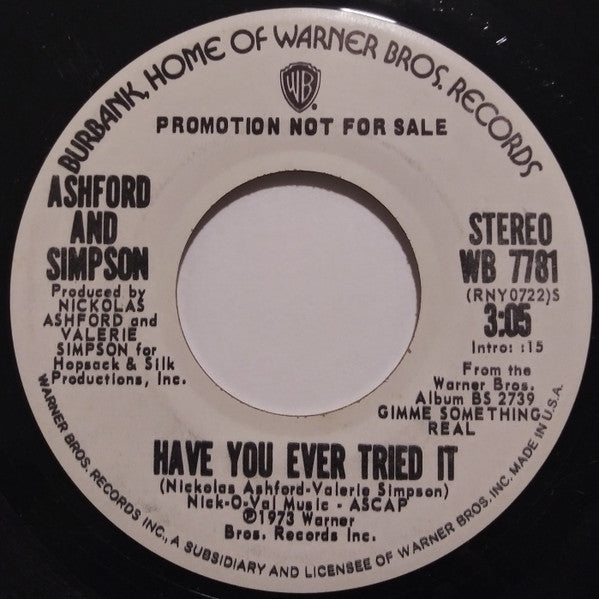 BURBANK, HOME OF WARNER BROS. RECORDS
WB
PROMOTION NOT FOR SALE
ASHFORD
AND
SIMPSON
Produced by
NICKOLAS
ASHFORD and
VALERIE
SIMPSON for
Hopsack & Silk
Productions, Inc.
STEREO
WB 7781
(RNY0722)S
3:05
Intro: :15
From the
Warner Bros.
Album BS 2739
GIMME SOMETHING
REAL
HAVE YOU EVER TRIED IT
(Nickolas Ashford-Valerie Simpson)
Nick-O-Val Music - ASCAP
℗1973 Warner
Bros. Records Inc.
WARNER BROS. RECORDS INC., A SUBSIDIARY AND LICENSEE OF WARNER BROS. INC. MADE IN U.S.A.